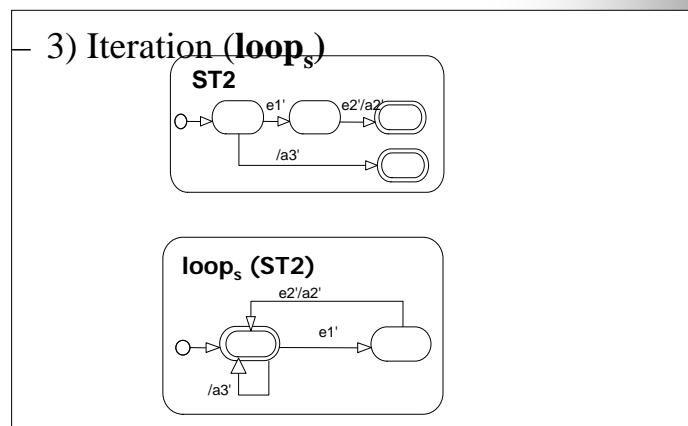 – 3) Iteration (loops)
ST2
e1'
e2'/a2'
/a3'
loops (ST2)
e2'/a2'
e1'
/a3'